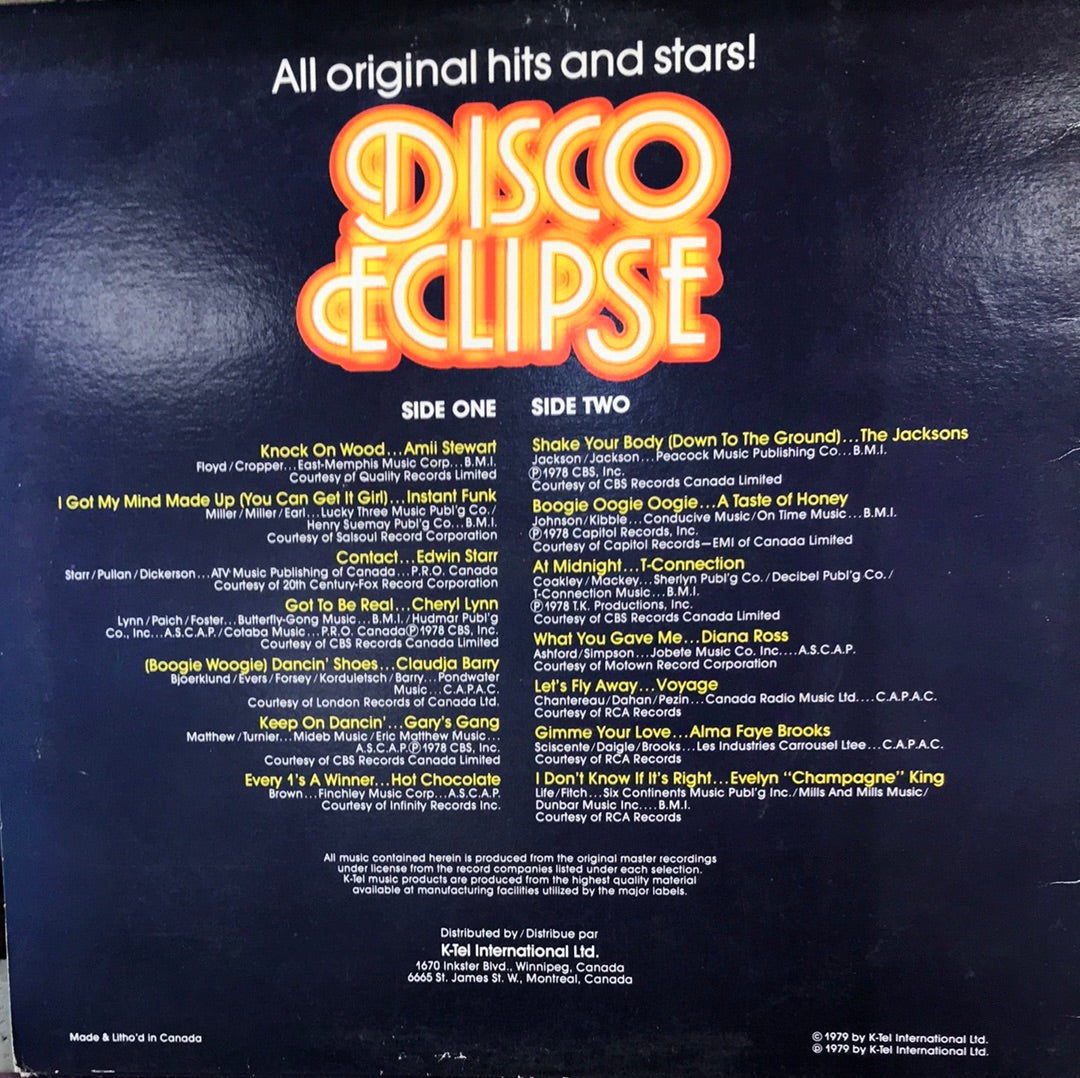 All original hits and stars!
DISCO
ECLIPSE
SIDE ONE
Knock On Wood...Amii Stewart
Floyd/Cropper...East-Memphis Music Corp...B.M.I.
Courtesy of Quality Records Limited
I Got My Mind Made Up (You Can Get It Girl)...Instant Funk
Miller/Miller/Earl...Lucky Three Music Publ'g Co./
Henry Suemay Publ'g Co...B.M.I.
Courtesy of Salsoul Record Corporation
Contact...Edwin Starr
Starr/Pullan/Dickerson...ATV Music Publishing of Canada...P.R.O. Canada
Courtesy of 20th Century-Fox Record Corporation
Got To Be Real...Cheryl Lynn
Lynn/Paich/Foster...Butterfly-Gong Music...B.M.I./Hudmar Publ'g
Co., Inc...A.S.C.A.P./Cotaba Music...P.R.O. Canada Ⓟ1978 CBS, Inc.
Courtesy of CBS Records Canada Limited
(Boogie Woogie) Dancin' Shoes...Claudja Barry
Bjoerklund/Evers/Forsey/Korduletsch/Barry...Pondwater
Music...C.A.P.A.C.
Courtesy of London Records of Canada Ltd.
Keep On Dancin'...Gary's Gang
Matthew/Turnier...Mideb Music/Eric Matthew Music...
A.S.C.A.P.Ⓟ1978 CBS, Inc.
Courtesy of CBS Records Canada Limited
Every 1's A Winner...Hot Chocolate
Brown...Finchley Music Corp...A.S.C.A.P.
Courtesy of Infinity Records Inc.
SIDE TWO
Shake Your Body (Down To The Ground)...The Jacksons
Jackson/Jackson...Peacock Music Publishing Co...B.M.I.
Ⓟ1978 CBS, Inc.
Courtesy of CBS Records Canada Limited
Boogie Oogie Oogie...A Taste of Honey
Johnson/Kibble...Conducive Music/On Time Music...B.M.I.
Ⓟ1978 Capitol Records, Inc.
Courtesy of Capitol Records—EMI of Canada Limited
At Midnight...T-Connection
Coakley/Mackey...Sherlyn Publ'g Co./Decibel Publ'g Co./
T-Connection Music...B.M.I.
Ⓟ1978 T.K. Productions, Inc.
Courtesy of CBS Records Canada Limited
What You Gave Me...Diana Ross
Ashford/Simpson...Jobete Music Co. Inc....A.S.C.A.P.
Courtesy of Motown Record Corporation
Let's Fly Away...Voyage
Chantereau/Dahan/Pezin...Canada Radio Music Ltd....C.A.P.A.C.
Courtesy of RCA Records
Gimme Your Love...Alma Faye Brooks
Sciscente/Daigle/Brooks...Les Industries Carrousel Ltee...C.A.P.A.C.
Courtesy of RCA Records
I Don't Know If It's Right...Evelyn "Champagne" King
Life/Fitch...Six Continents Music Publ'g Inc./Mills And Mills Music/
Dunbar Music Inc....B.M.I.
Courtesy of RCA Records
All music contained herein is produced from the original master recordings
under license from the record companies listed under each selection.
K-Tel music products are produced from the highest quality material
available at manufacturing facilities utilized by the major labels.
Distributed by/Distribue par
K-Tel International Ltd.
1670 Inkster Blvd., Winnipeg, Canada
6665 St. James St. W., Montreal, Canada
Made & Litho'd in Canada
©1979 by K-Tel International Ltd.
Ⓟ 1979 by K-Tel International Ltd.